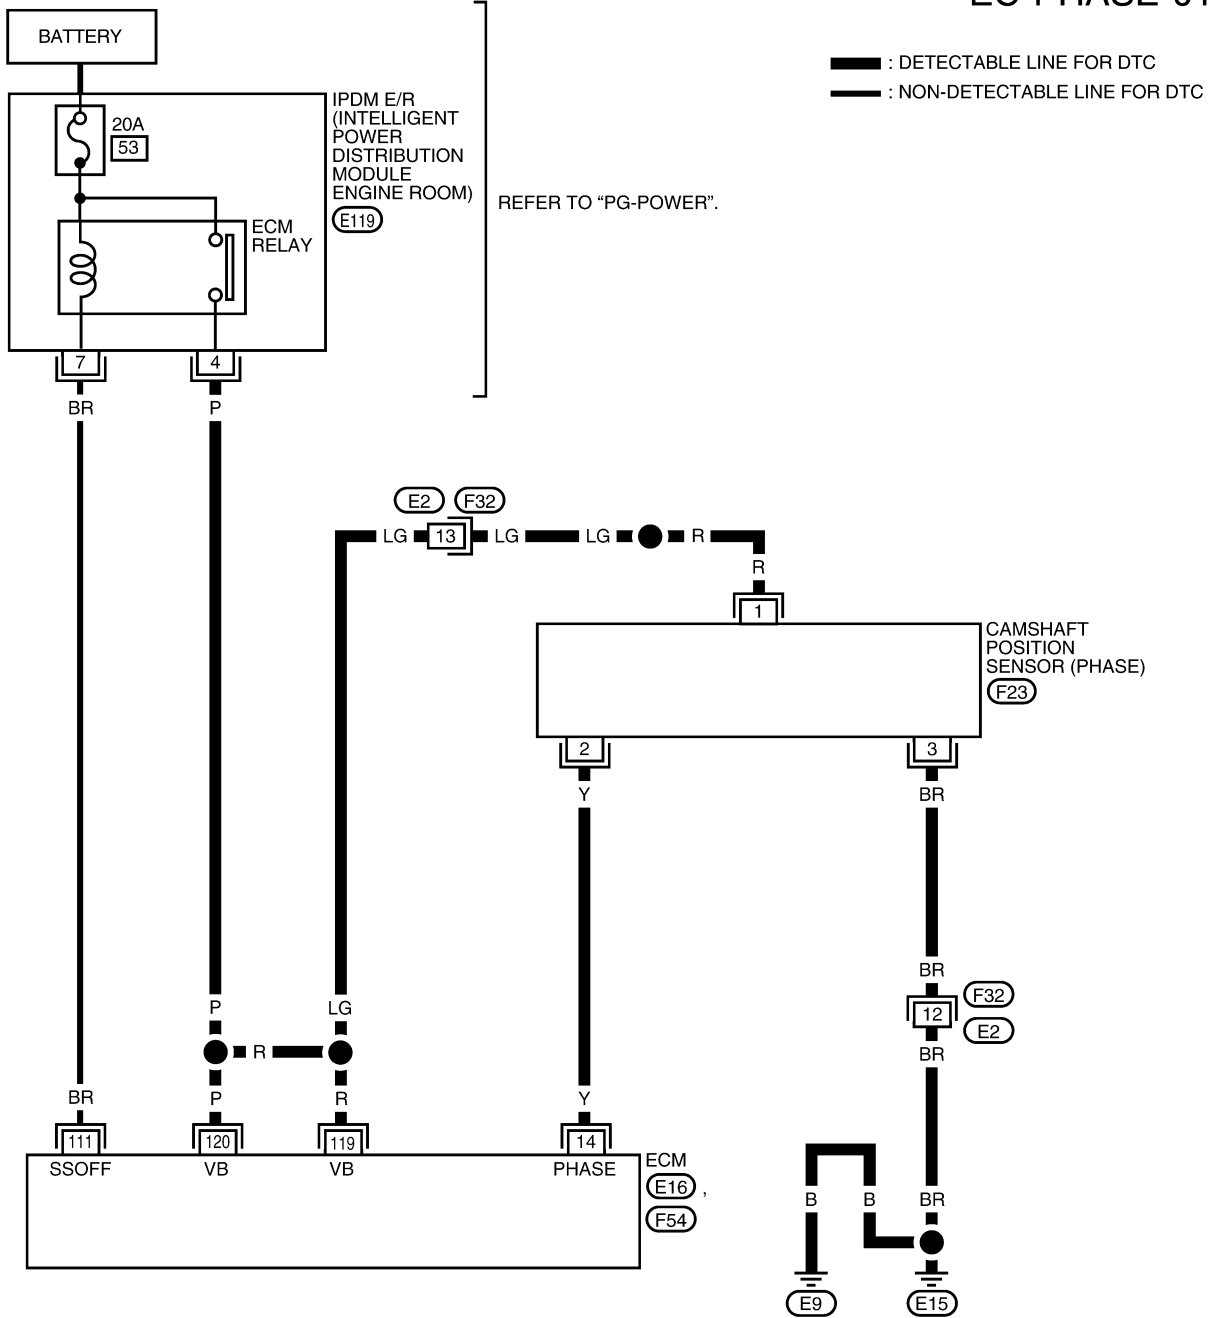 BATTERY
: DETECTABLE LINE FOR DTC
: NON-DETECTABLE LINE FOR DTC
20A
53
IPDM E/R
(INTELLIGENT
POWER
DISTRIBUTION
MODULE
ENGINE ROOM)
E119
REFER TO “PG-POWER”.
ECM
RELAY
7
4
BR
P
E2
F32
LG
13
LG
LG
R
R
1
CAMSHAFT
POSITION
SENSOR (PHASE)
F23
2
3
Y
BR
BR
F32
12
E2
BR
P
LG
R
BR
P
R
Y
111
120
119
14
SSOFF
VB
VB
PHASE
ECM
E16 ,
F54
B
B
BR
E9
E15